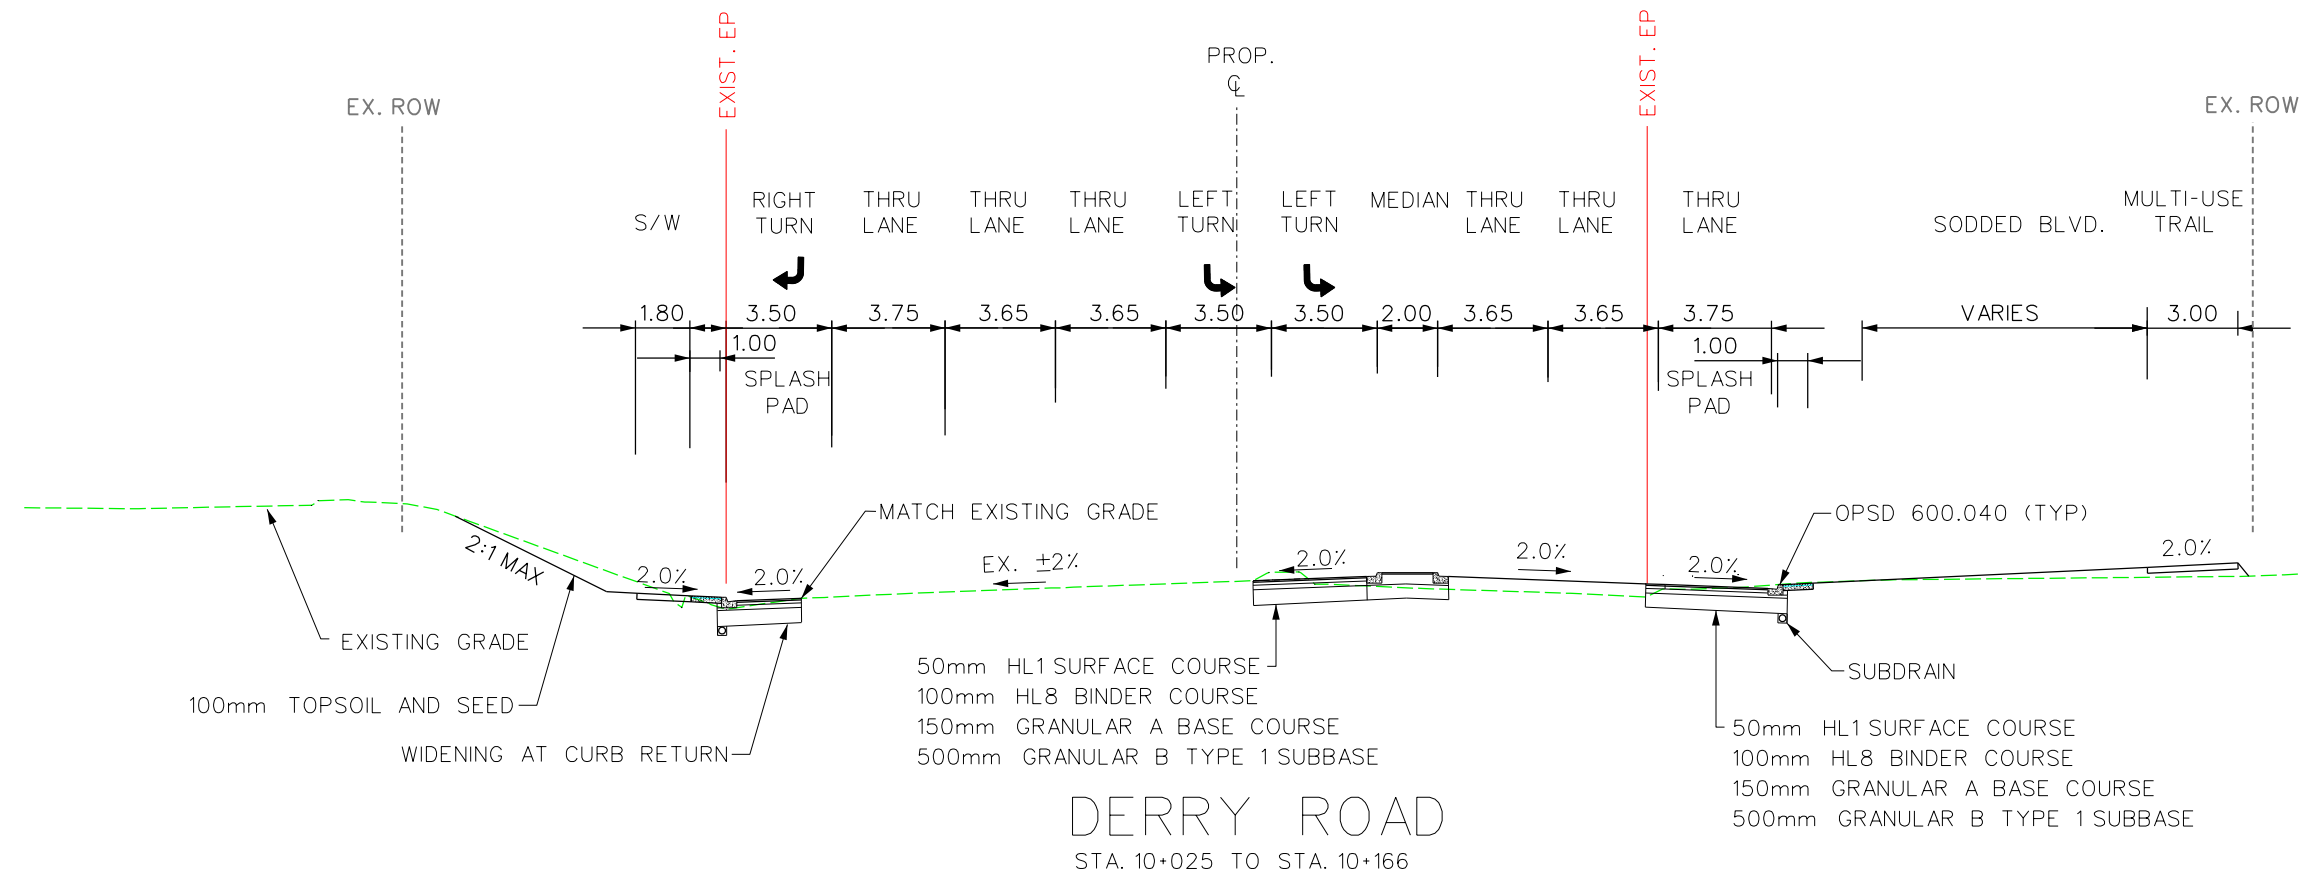 EXIST. EP
EXIST. EP
PROP.
℄
EX. ROW
EX. ROW
S/W
RIGHT
TURN
THRU
LANE
THRU
LANE
THRU
LANE
LEFT
TURN
LEFT
TURN
MEDIAN
THRU
LANE
THRU
LANE
THRU
LANE
SODDED BLVD.
MULTI-USE
TRAIL
1.80
3.50
3.75
3.65
3.65
3.50
3.50
2.00
3.65
3.65
3.75
VARIES
3.00
1.00
SPLASH
PAD
1.00
SPLASH
PAD
MATCH EXISTING GRADE
OPSD 600.040 (TYP)
2:1 MAX
2.0%
2.0%
EX. ±2%
2.0%
2.0%
2.0%
2.0%
EXISTING GRADE
100mm TOPSOIL AND SEED
WIDENING AT CURB RETURN
50mm HL1 SURFACE COURSE
100mm HL8 BINDER COURSE
150mm GRANULAR A BASE COURSE
500mm GRANULAR B TYPE 1 SUBBASE
SUBDRAIN
50mm HL1 SURFACE COURSE
100mm HL8 BINDER COURSE
150mm GRANULAR A BASE COURSE
500mm GRANULAR B TYPE 1 SUBBASE
DERRY ROAD
STA. 10+025 TO STA. 10+166